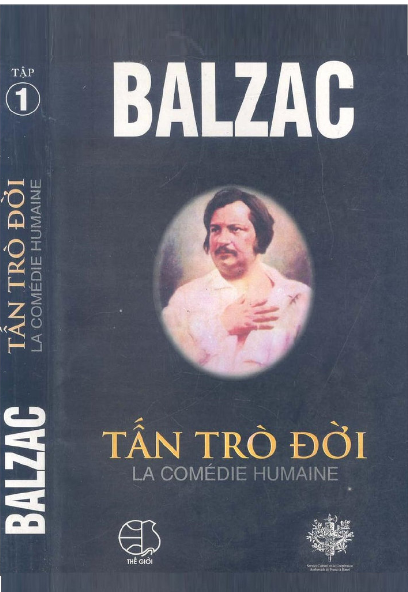 TẬP
1
TẤN TRÒ ĐỜI
LA COMÉDIE HUMAINE
BALZAC
BALZAC
TẤN TRÒ ĐỜI
LA COMÉDIE HUMAINE
THẾ GIỚI